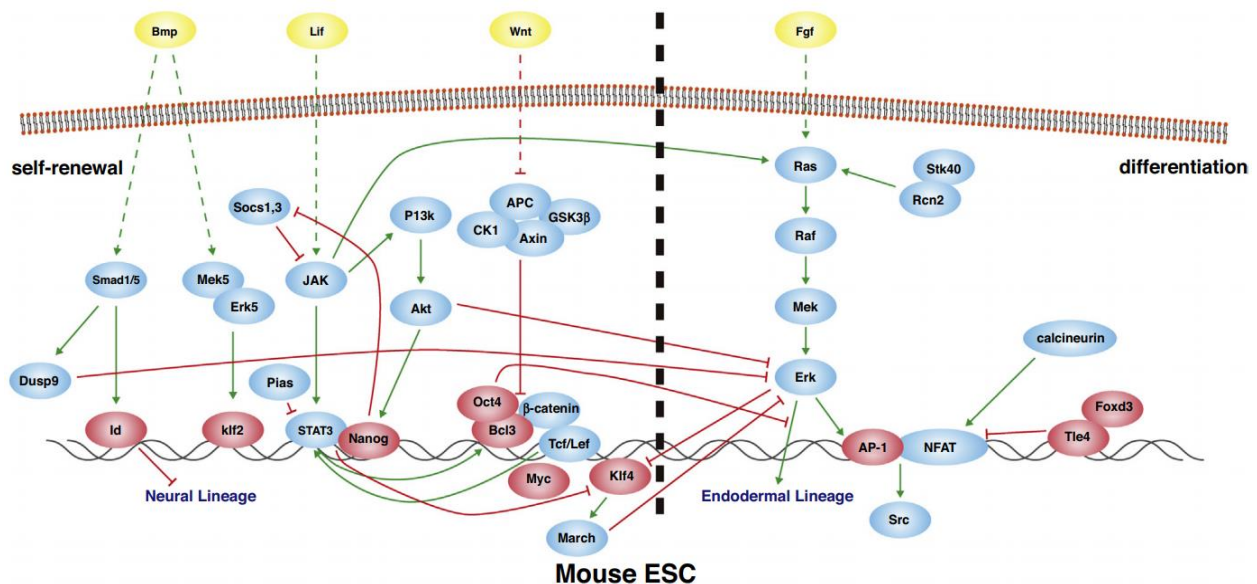 Bmp
Lif
Wnt
Fgf
self-renewal
differentiation
Ras
Stk40
Rcn2
Socs1,3
P13k
APC
GSK3β
CK1
Axin
Raf
Smad1/5
Mek5
Erk5
JAK
Akt
Mek
calcineurin
Dusp9
Pias
Erk
Oct4
β-catenin
Foxd3
Id
klf2
STAT3
Nanog
Bcl3
Tcf/Lef
AP-1
NFAT
Tle4
Myc
Klf4
Neural Lineage
Endodermal Lineage
March
Src
Mouse ESC